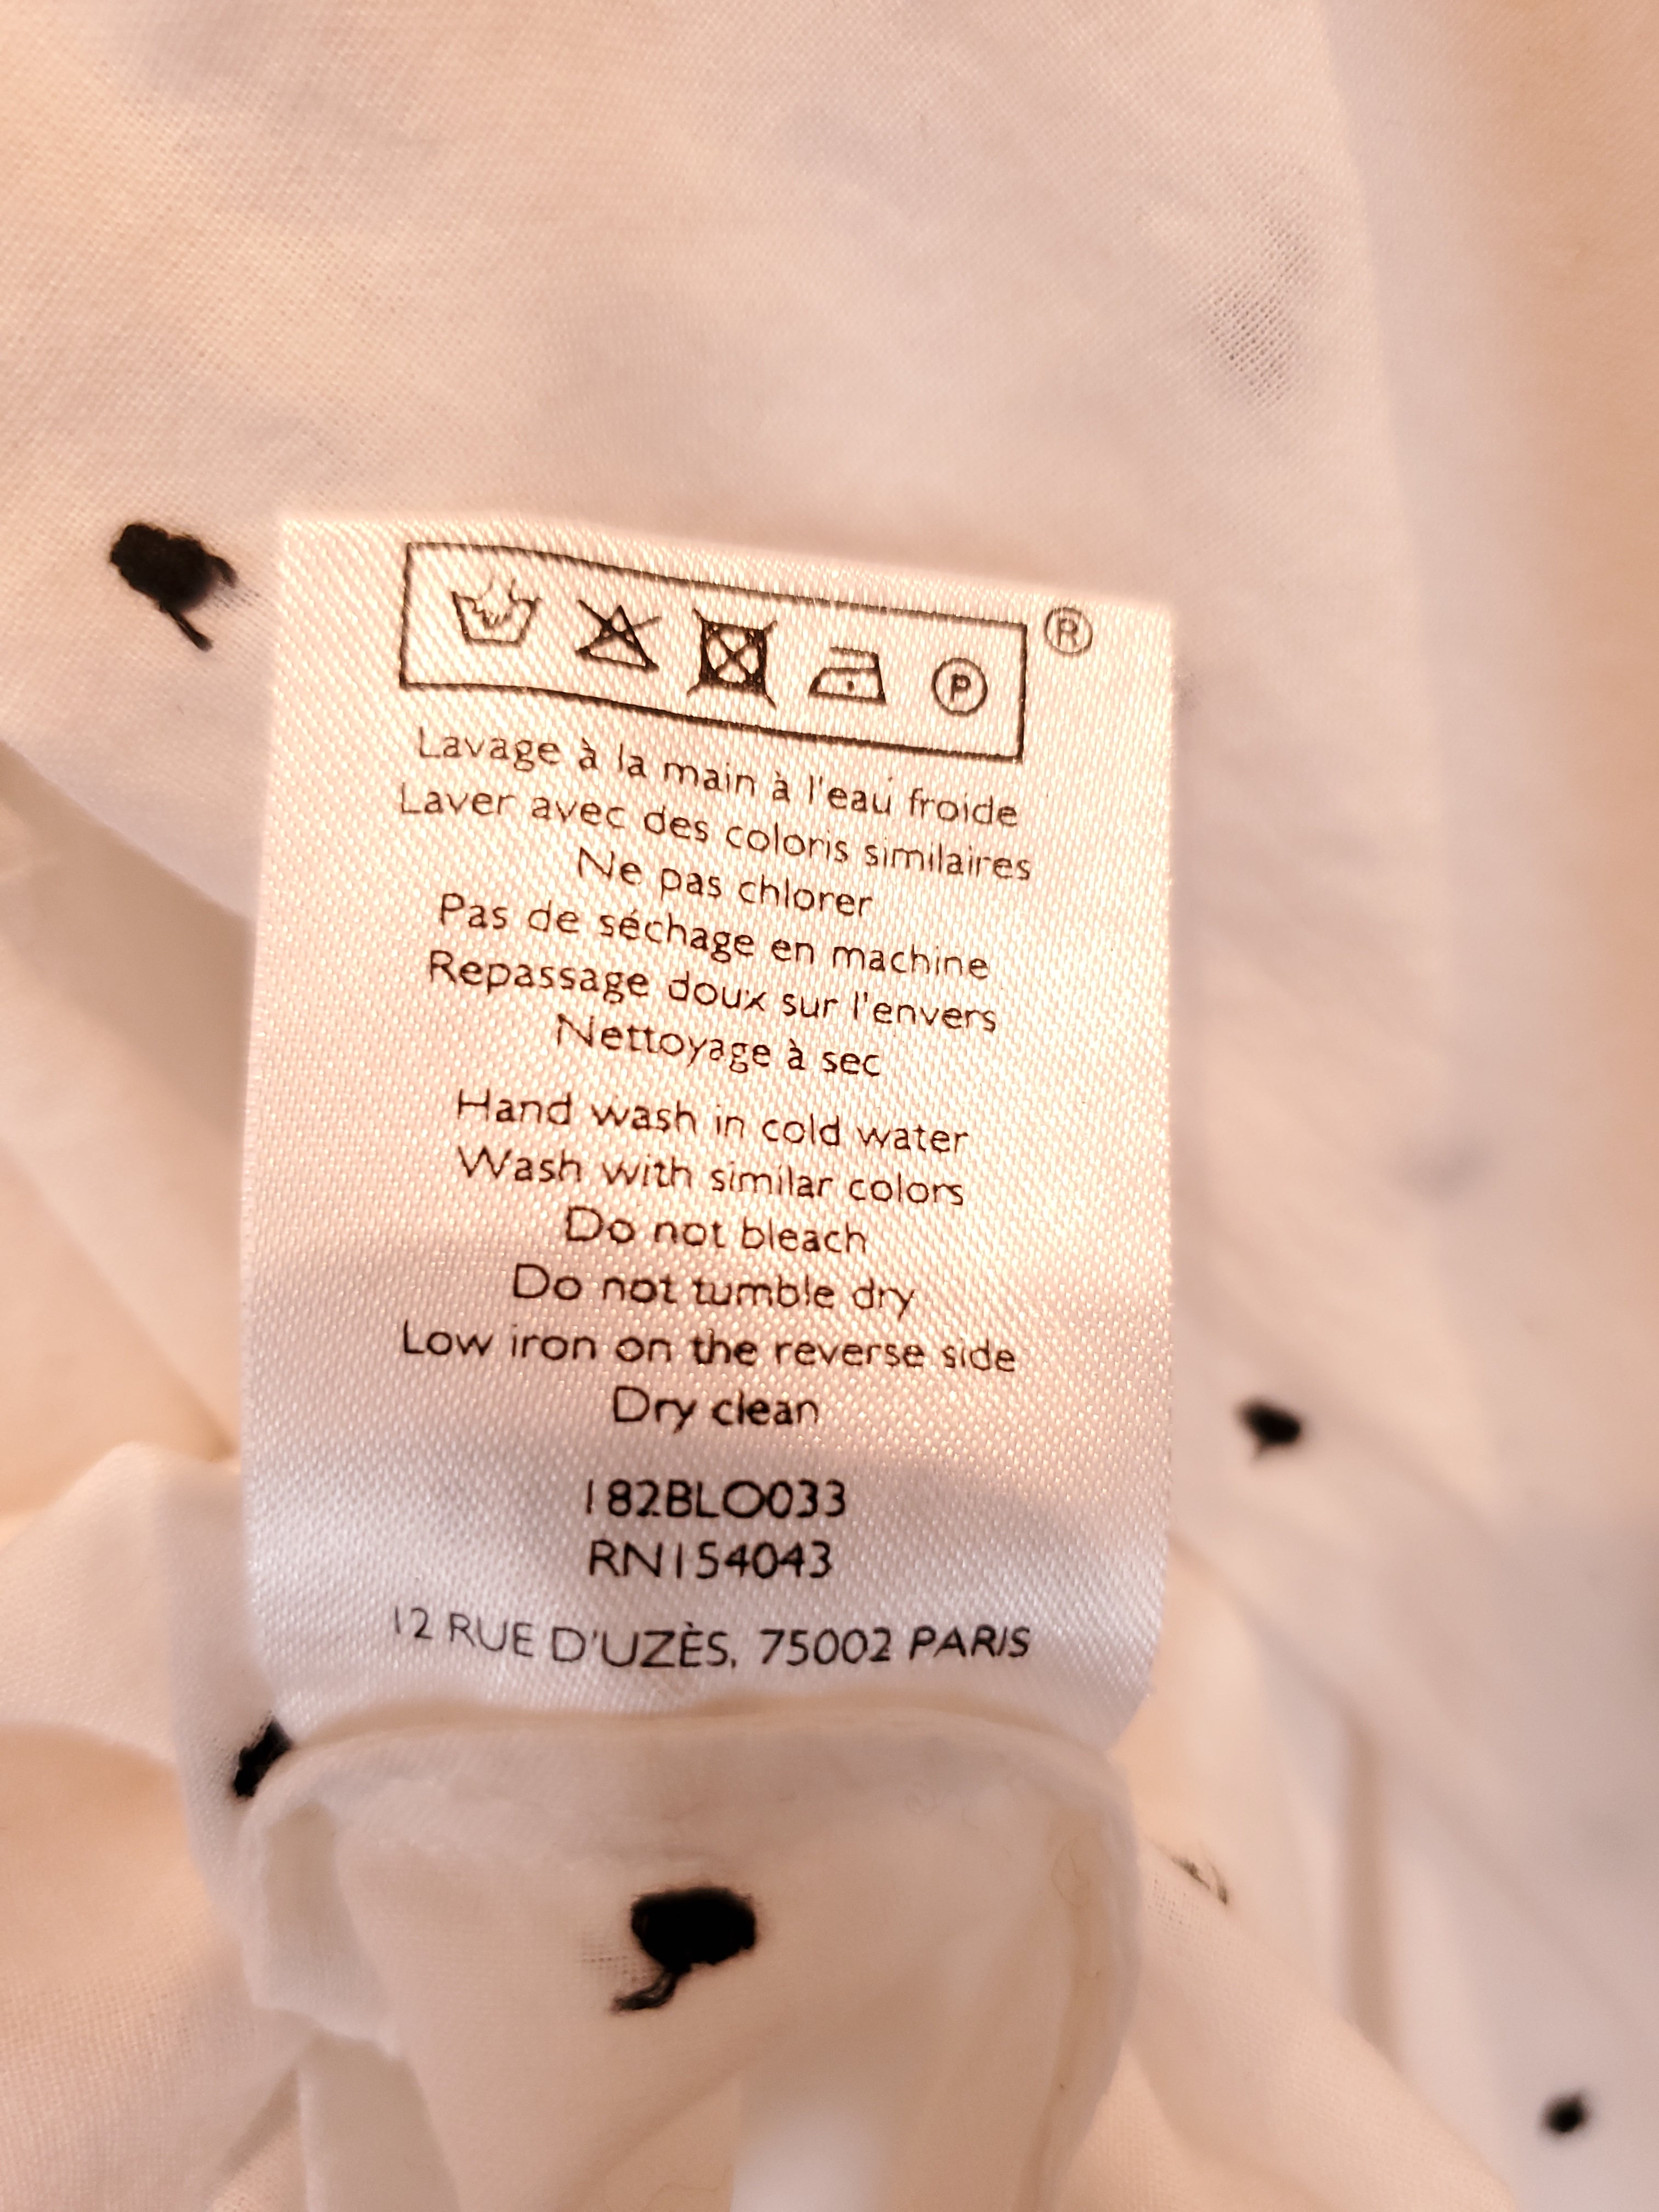 P ®
Lavage à la main à l'eau froide
Laver avec des coloris similaires
Ne pas chlorer
Pas de séchage en machine
Repassage doux sur l'envers
Nettoyage à sec
Hand wash in cold water
Wash with similar colors
Do not bleach
Do not tumble dry
Low iron on the reverse side
Dry clean
182BLO033
RN154043
12 RUE D'UZÈS, 75002 PARIS